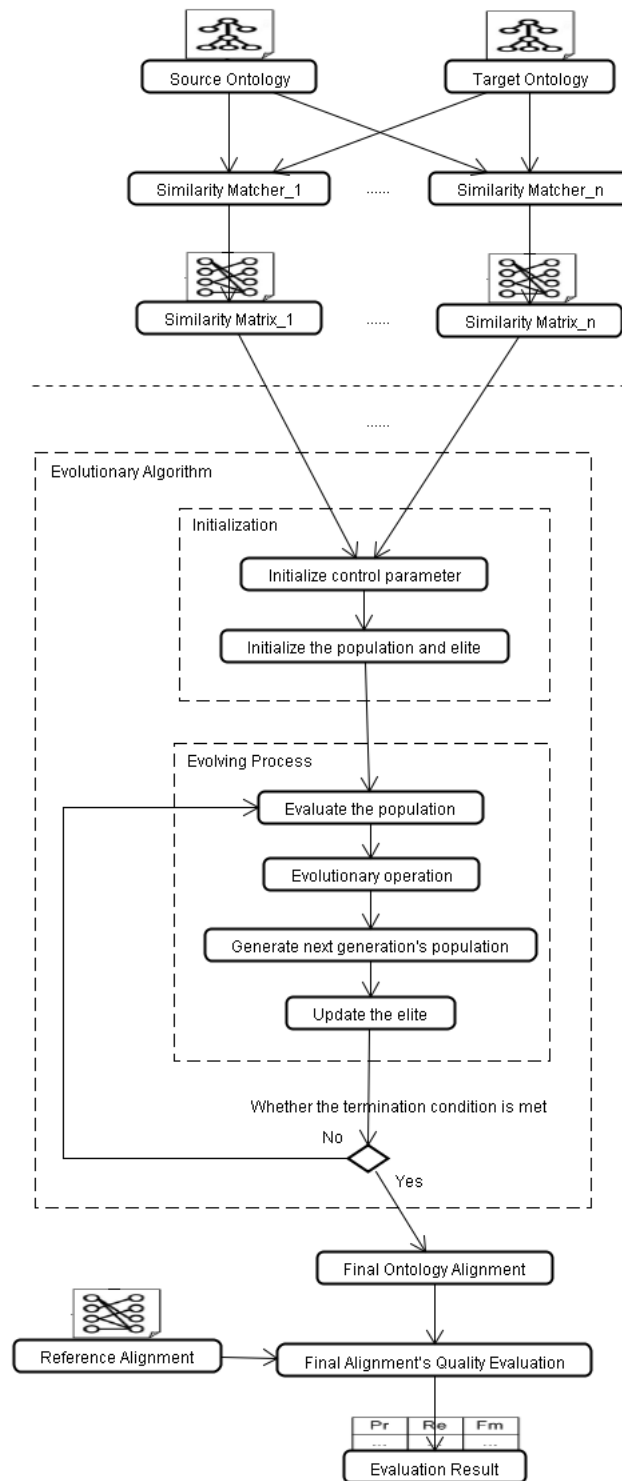 Source Ontology
Target Ontology
Similarity Matcher_1
......
Similarity Matcher_n
Similarity Matrix_1
......
Similarity Matrix_n
......
Evolutionary Algorithm
Initialization
Initialize control parameter
Initialize the population and elite
Evolving Process
Evaluate the population
Evolutionary operation
Generate next generation's population
Update the elite
Whether the termination condition is met
No
Yes
Final Ontology Alignment
Reference Alignment
Final Alignment's Quality Evaluation
Pr Re Fm
... ... ...
Evaluation Result